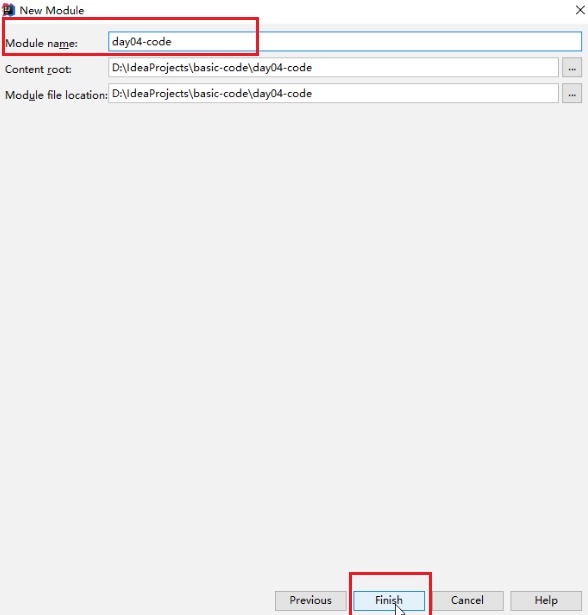 New Module
Module name: day04-code
Content root: D:\IdeaProjects\basic-code\day04-code ...
Module file location: D:\IdeaProjects\basic-code\day04-code ...
Previous Finish Cancel Help